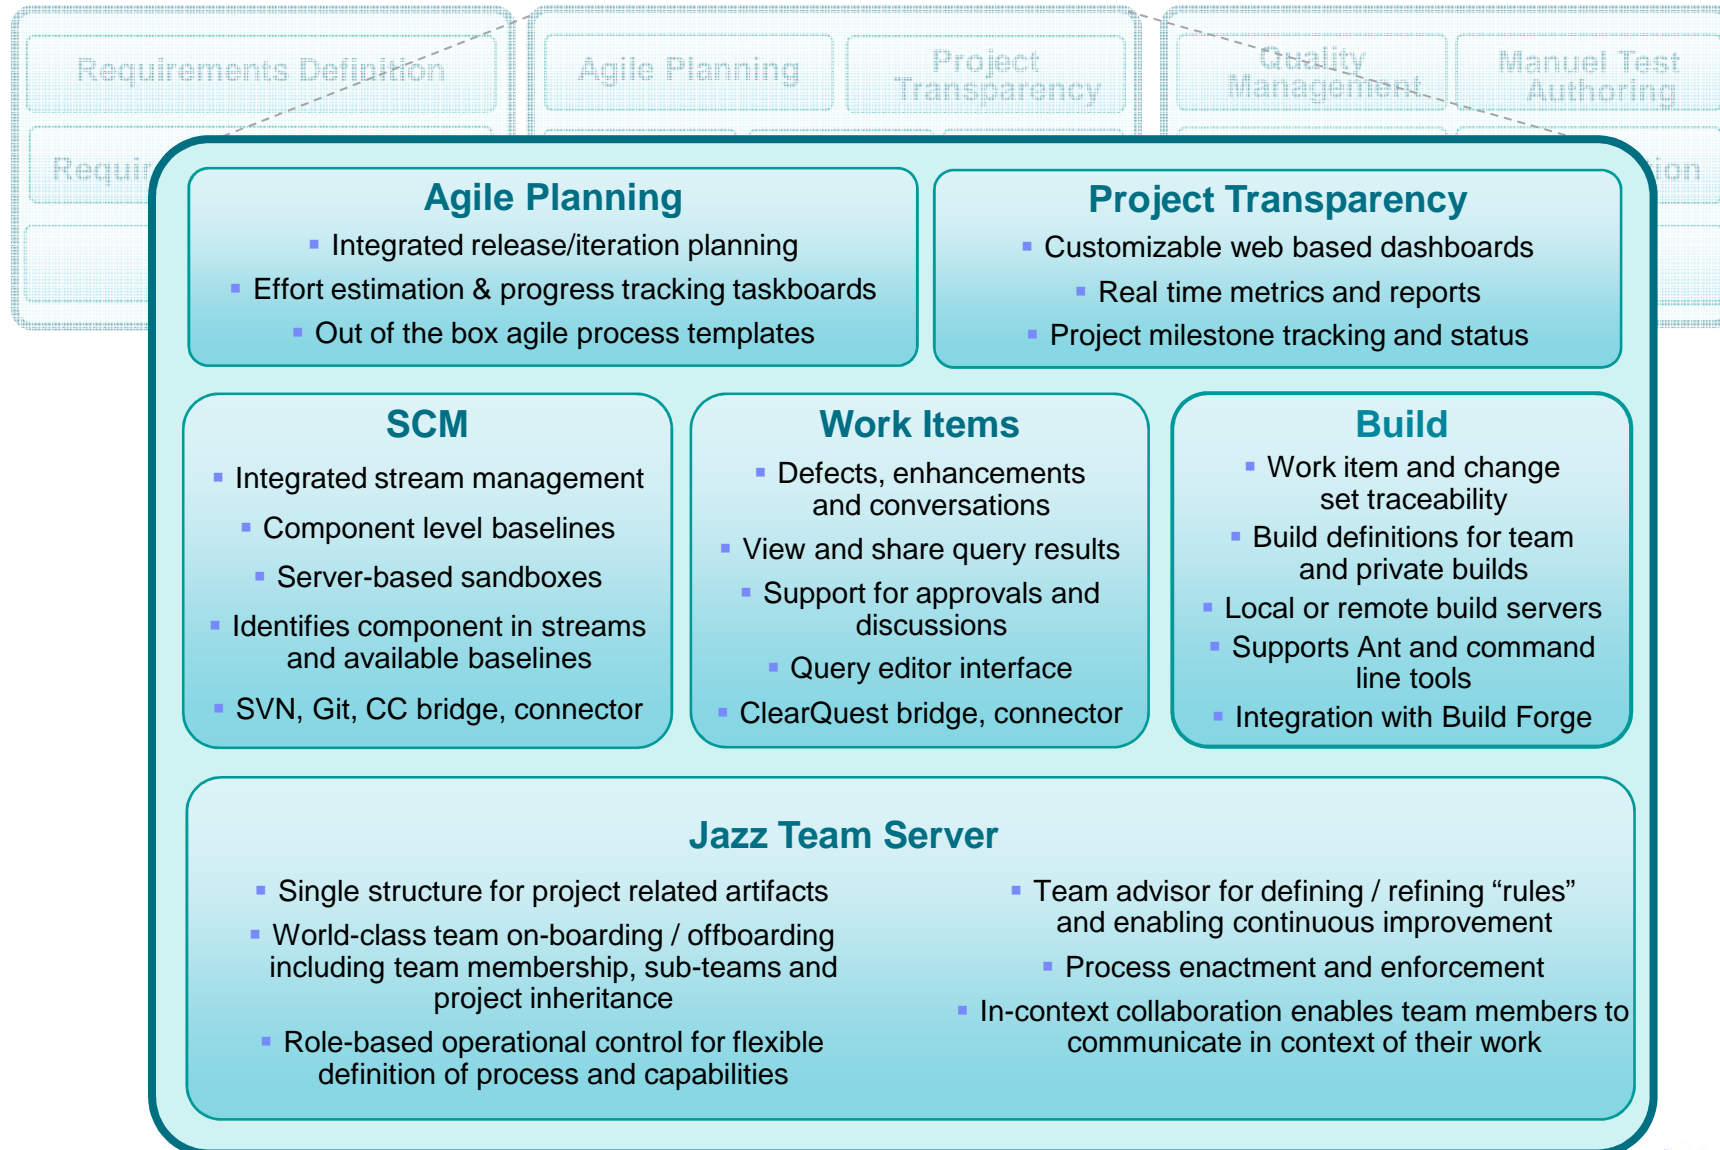 Requirements Definition
Agile Planning
Project
Transparency
Quality
Management
Manuel Test
Authoring
Agile Planning
▪ Integrated release/iteration planning
▪ Effort estimation & progress tracking taskboards
▪ Out of the box agile process templates
Project Transparency
▪ Customizable web based dashboards
▪ Real time metrics and reports
▪ Project milestone tracking and status
SCM
▪ Integrated stream management
▪ Component level baselines
▪ Server-based sandboxes
▪ Identifies component in streams
and available baselines
▪ SVN, Git, CC bridge, connector
Work Items
▪ Defects, enhancements
and conversations
▪ View and share query results
▪ Support for approvals and
discussions
▪ Query editor interface
▪ ClearQuest bridge, connector
Build
▪ Work item and change
set traceability
▪ Build definitions for team
and private builds
▪ Local or remote build servers
▪ Supports Ant and command
line tools
▪ Integration with Build Forge
Jazz Team Server
▪ Single structure for project related artifacts
▪ World-class team on-boarding / offboarding
including team membership, sub-teams and
project inheritance
▪ Role-based operational control for flexible
definition of process and capabilities
▪ Team advisor for defining / refining “rules”
and enabling continuous improvement
▪ Process enactment and enforcement
▪ In-context collaboration enables team members to
communicate in context of their work